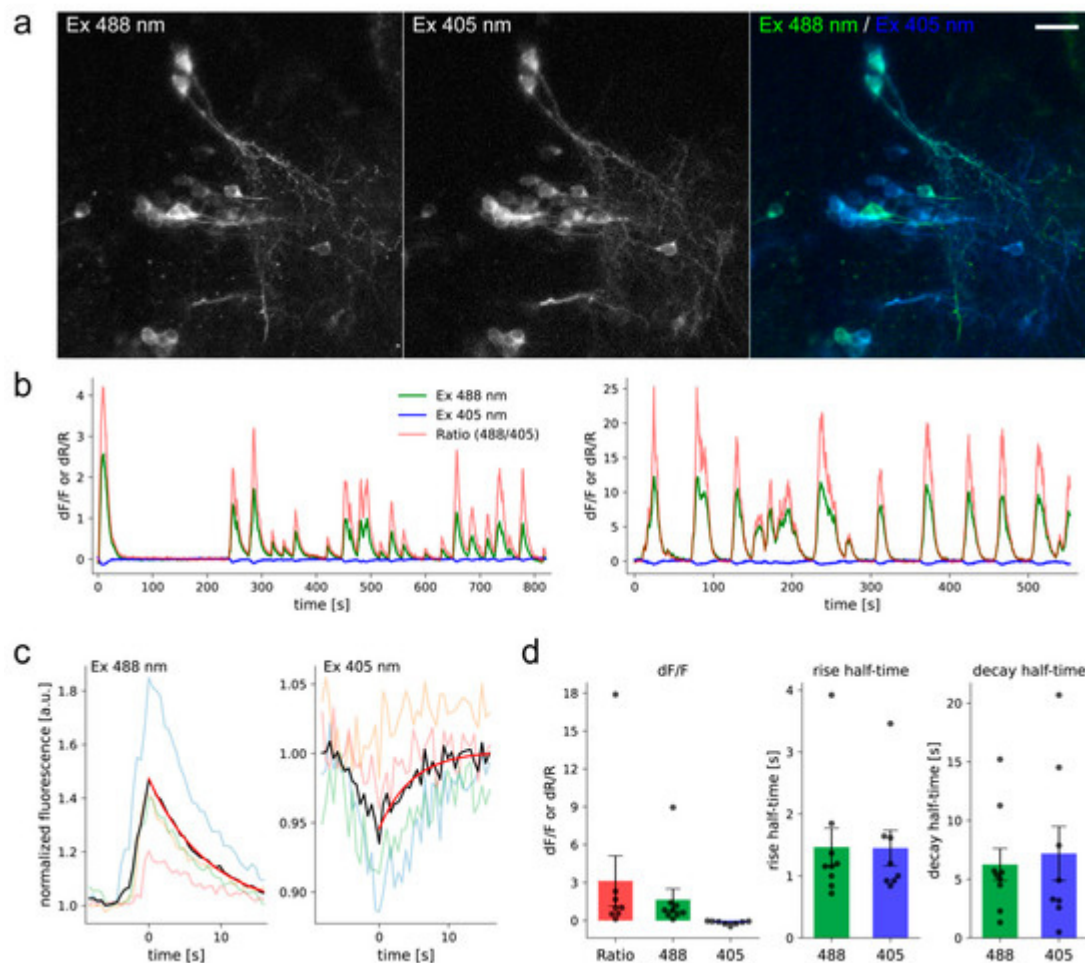 a
Ex 488 nm
Ex 405 nm
Ex 488 nm / Ex 405 nm
b
dF/F or dR/R
4
3
2
1
0
Ex 488 nm
Ex 405 nm
Ratio (488/405)
0 100 200 300 400 500 600 700 800
time [s]
dF/F or dR/R
25
20
15
10
5
0
0 100 200 300 400 500
time [s]
c
Ex 488 nm
normalized fluorescence [a.u.]
1.8
1.6
1.4
1.2
1.0
0 10
time [s]
Ex 405 nm
1.05
1.00
0.95
0.90
0 10
time [s]
d
dF/F
dF/F or dR/R
18
15
12
9
6
3
0
Ratio 488 405
rise half-time
rise half-time [s]
4
3
2
1
0
488 405
decay half-time
decay half-time [s]
20
15
10
5
0
488 405